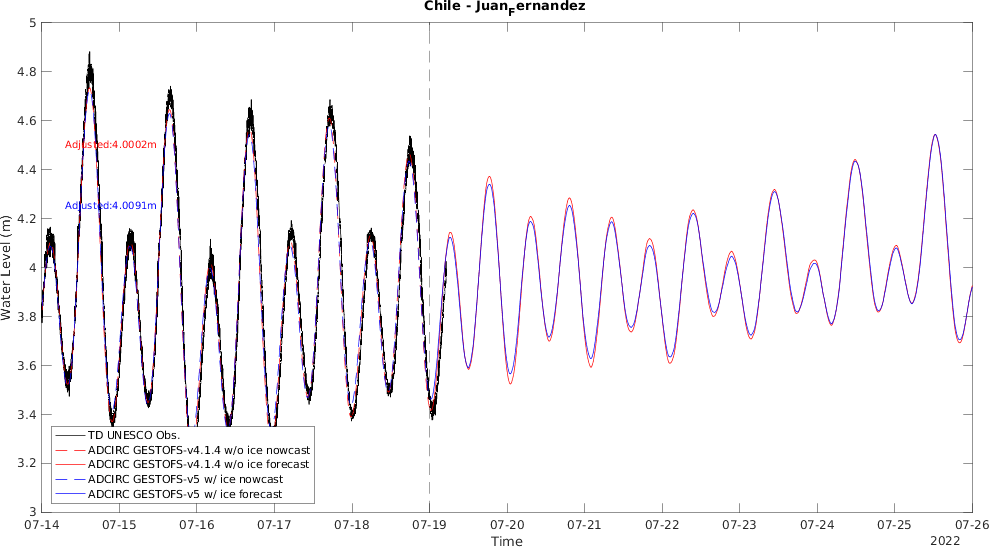 Chile - Juan_Fernandez
5
4.8
4.6
4.4
4.2
4
3.8
3.6
3.4
3.2
3
Water Level (m)
Adjusted:4.0002m
Adjusted:4.0091m
TD UNESCO Obs.
ADCIRC GESTOFS-v4.1.4 w/o ice nowcast
ADCIRC GESTOFS-v4.1.4 w/o ice forecast
ADCIRC GESTOFS-v5 w/ ice nowcast
ADCIRC GESTOFS-v5 w/ ice forecast
07-14 07-15 07-16 07-17 07-18 07-19 07-20 07-21 07-22 07-23 07-24 07-25 07-26
Time
2022